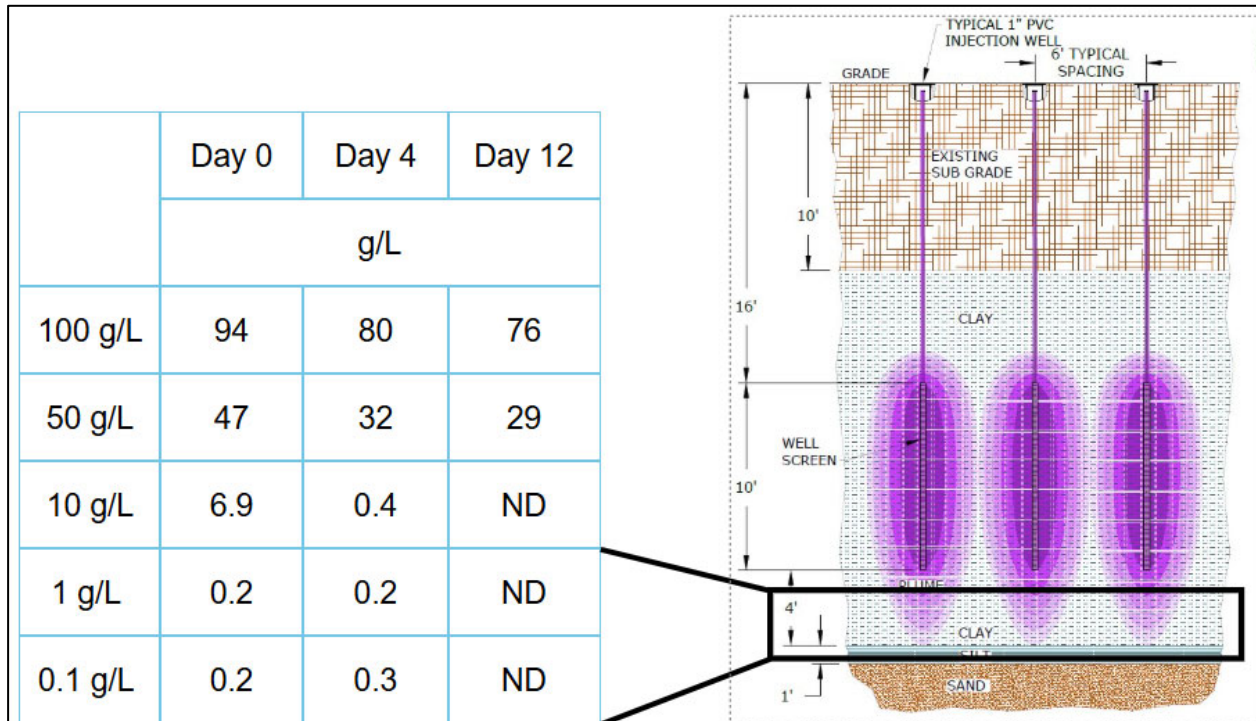 Day 0 Day 4 Day 12
g/L
100 g/L 94 80 76
50 g/L 47 32 29
10 g/L 6.9 0.4 ND
1 g/L 0.2 0.2 ND
0.1 g/L 0.2 0.3 ND
TYPICAL 1" PVC
INJECTION WELL
6' TYPICAL
SPACING
GRADE
EXISTING
SUB GRADE
10'
16'
CLAY
WELL
SCREEN
10'
PLUME
4'
CLAY
SILT
SAND
1'